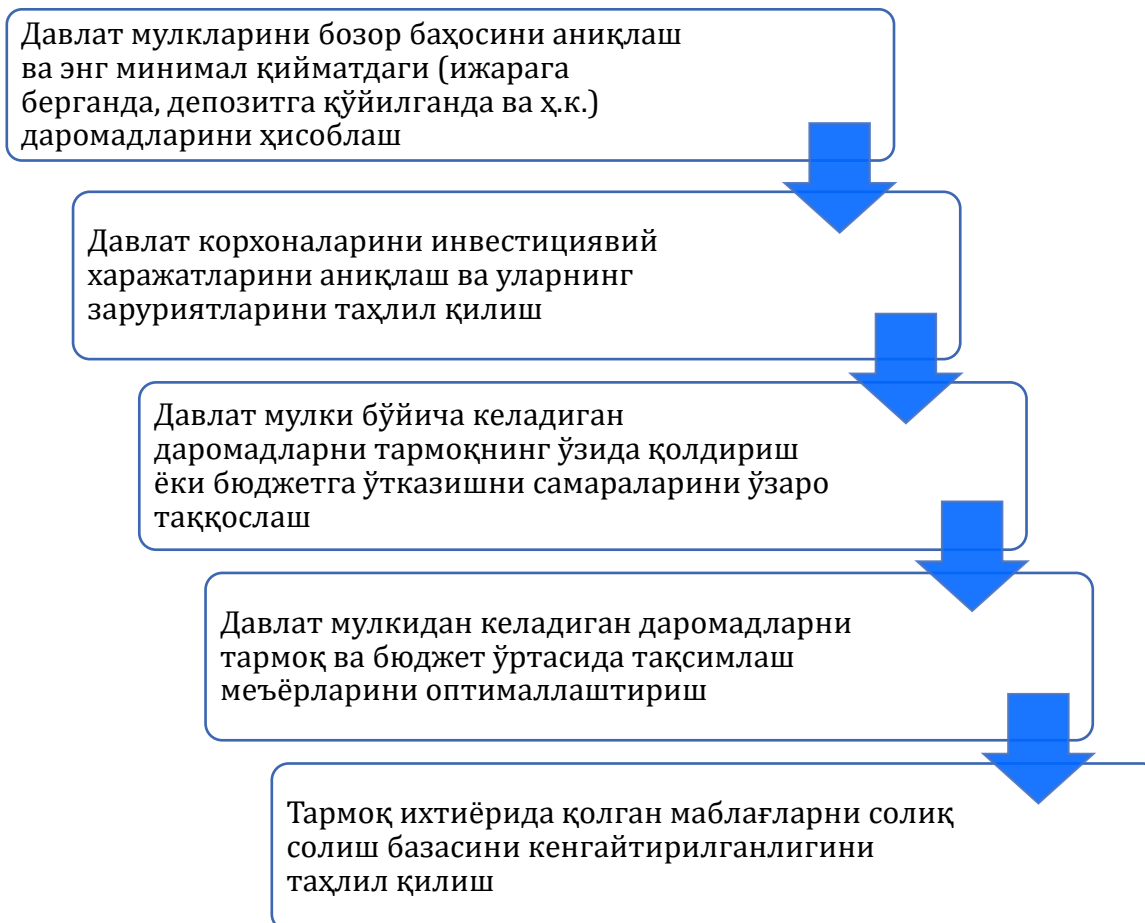 Давлат мулкларини бозор баҳосини аниқлаш
ва энг минимал қийматдаги (ижарага
берганда, депозитга қўйилганда ва ҳ.к.)
даромадларини ҳисоблаш
Давлат корхоналарини инвестициявий
харажатларини аниқлаш ва уларнинг
заруриятларини таҳлил қилиш
Давлат мулки бўйича келадиган
даромадларни тармоқнинг ўзида қолдириш
ёки бюджетга ўтказишни самараларини ўзаро
таққослаш
Давлат мулкидан келадиган даромадларни
тармоқ ва бюджет ўртасида тақсимлаш
меъёрларини оптималлаштириш
Тармоқ ихтиёрида қолган маблағларни солиқ
солиш базасини кенгайтирилганлигини
таҳлил қилиш